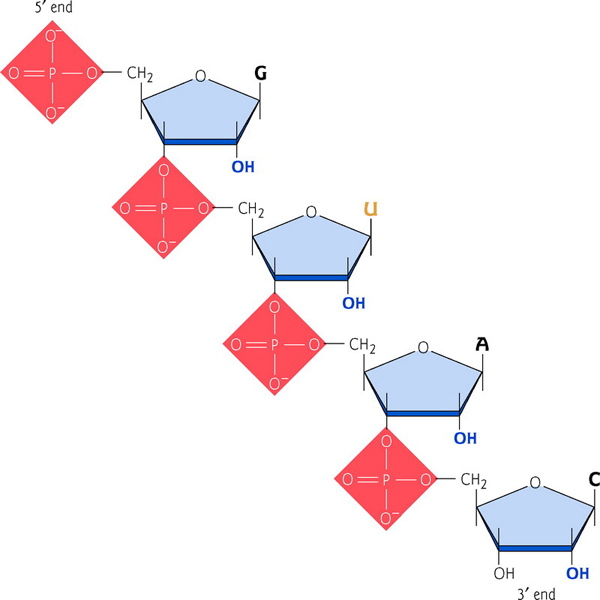 5′ end
O⁻
O=P—O—CH₂
O⁻
O
G
OH
O
O=P—O—CH₂
O⁻
O
U
OH
O
O=P—O—CH₂
O⁻
O
A
OH
O
O=P—O—CH₂
O⁻
O
C
OH
OH
3′ end